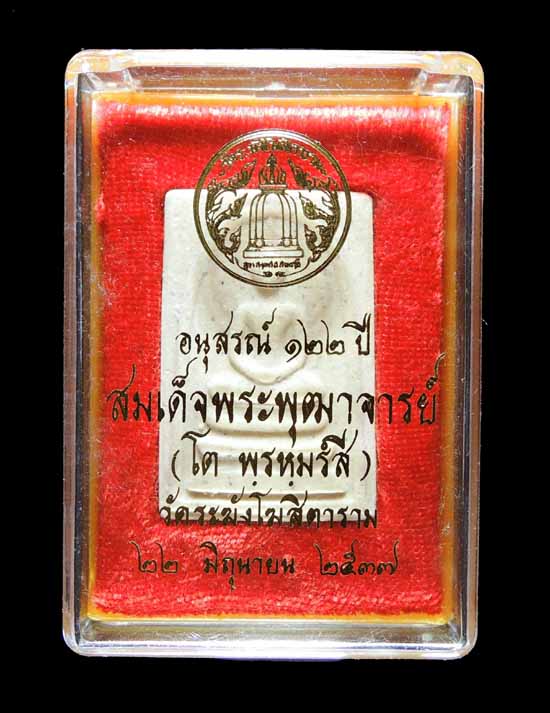 อนุสรณ์ ๑๒๒ ปี
สมเด็จพระพุฒาจารย์
(โต พฺรหฺมรํสี)
วัดระฆังโฆสิตาราม
๒๒ มิถุนายน ๒๕๓๗